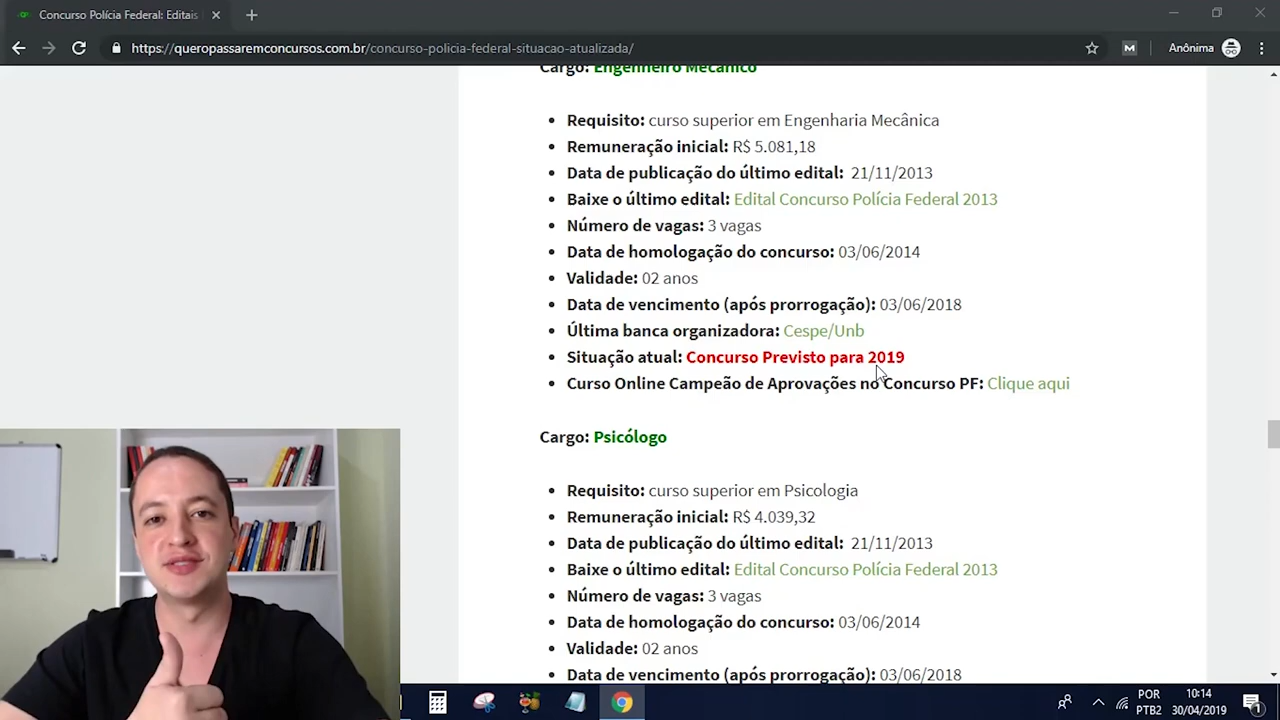 Concurso Polícia Federal: Editais
https://queropassaremconcursos.com.br/concurso-policia-federal-situacao-atualizada/
Anônima
Cargo: Engenheiro Mecânico
Requisito: curso superior em Engenharia Mecânica
Remuneração inicial: R$ 5.081,18
Data de publicação do último edital: 21/11/2013
Baixe o último edital: Edital Concurso Polícia Federal 2013
Número de vagas: 3 vagas
Data de homologação do concurso: 03/06/2014
Validade: 02 anos
Data de vencimento (após prorrogação): 03/06/2018
Última banca organizadora: Cespe/Unb
Situação atual: Concurso Previsto para 2019
Curso Online Campeão de Aprovações no Concurso PF: Clique aqui
Cargo: Psicólogo
Requisito: curso superior em Psicologia
Remuneração inicial: R$ 4.039,32
Data de publicação do último edital: 21/11/2013
Baixe o último edital: Edital Concurso Polícia Federal 2013
Número de vagas: 3 vagas
Data de homologação do concurso: 03/06/2014
Validade: 02 anos
Data de vencimento (após prorrogação): 03/06/2018
POR
PTB2
10:14
30/04/2019
1